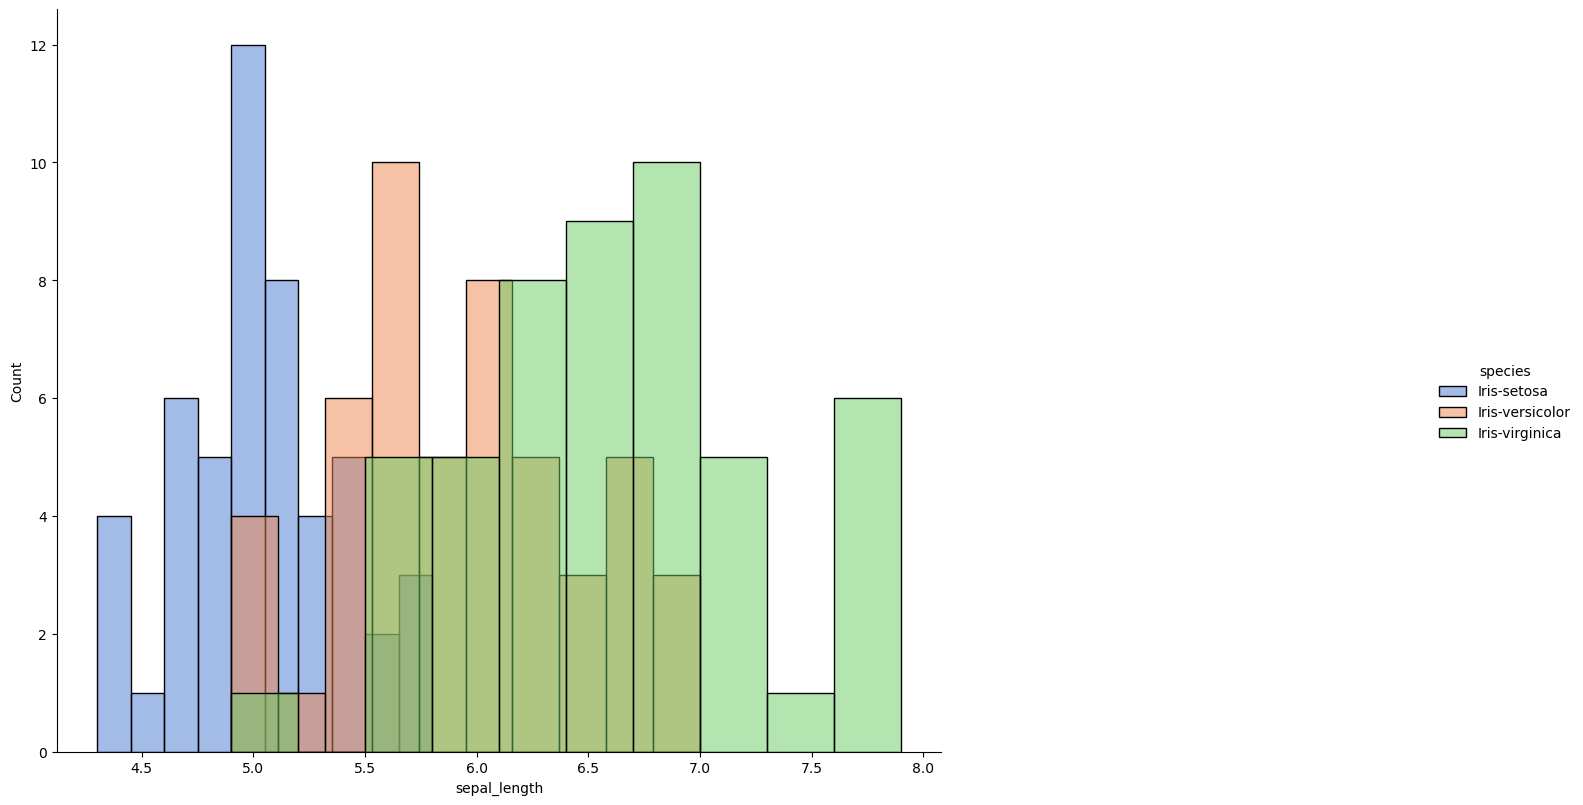 12
10
8
6
4
2
0
Count
4.5 5.0 5.5 6.0 6.5 7.0 7.5 8.0
sepal_length
species
Iris-setosa
Iris-versicolor
Iris-virginica